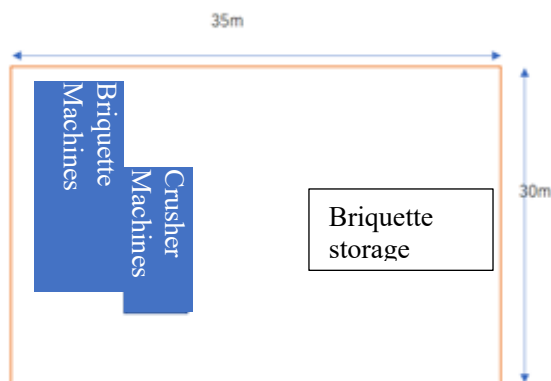 35m
Briquette
Machines
Crusher
Machines
Briquette
storage
30m